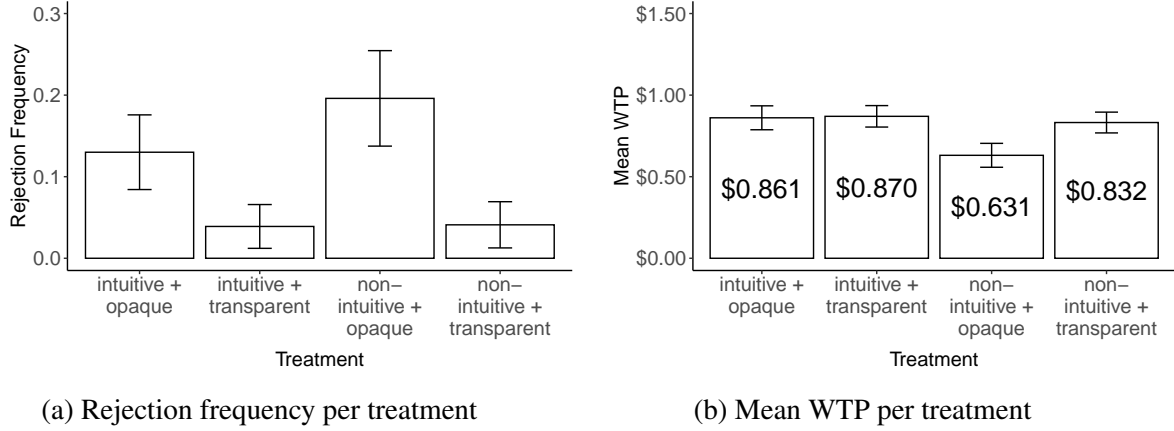 0.3
0.2
0.1
0.0
Rejection Frequency
intuitive +
opaque
intuitive +
transparent
non−
intuitive +
opaque
non−
intuitive +
transparent
Treatment
(a) Rejection frequency per treatment
$1.50
$1.00
$0.50
$0.00
Mean WTP
$0.861
$0.870
$0.631
$0.832
intuitive +
opaque
intuitive +
transparent
non−
intuitive +
opaque
non−
intuitive +
transparent
Treatment
(b) Mean WTP per treatment